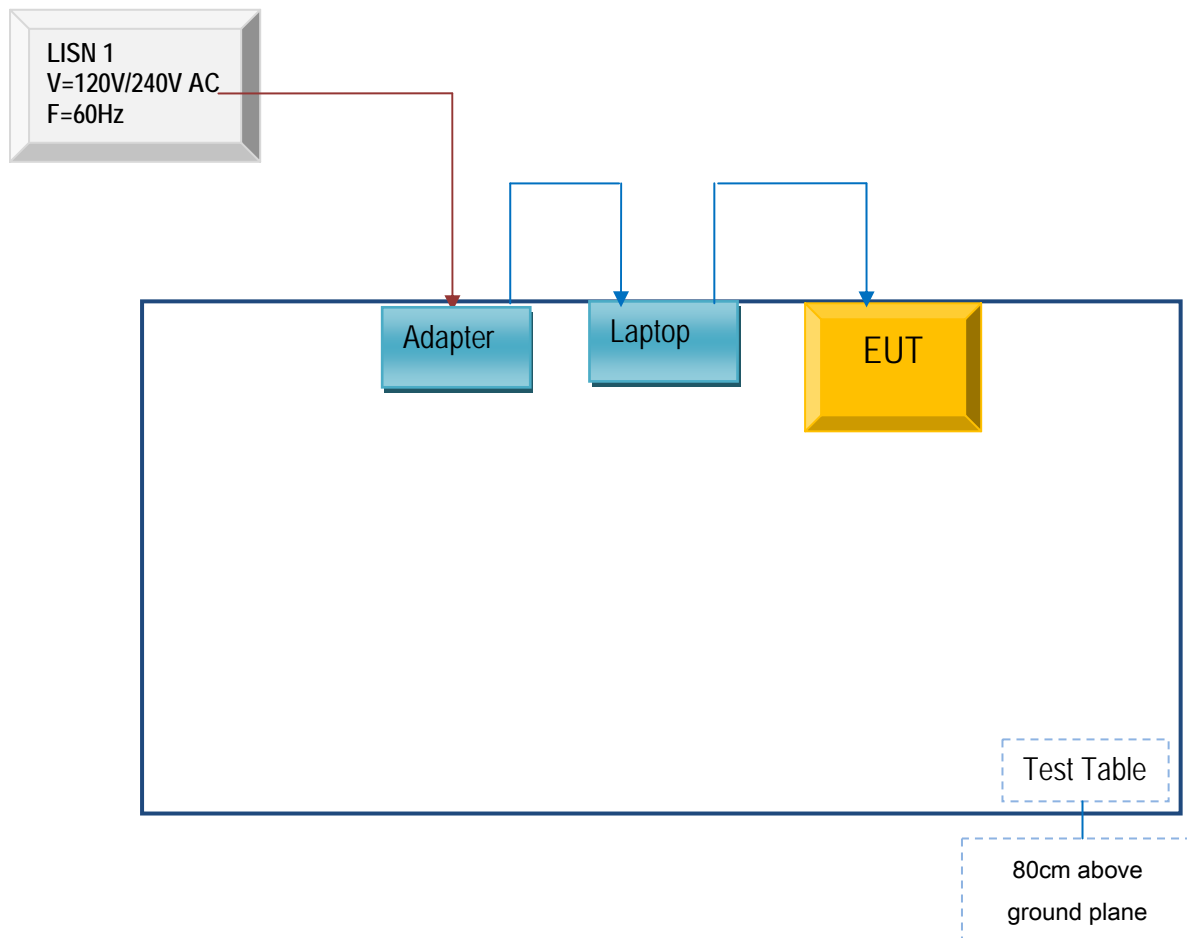 LISN 1
V=120V/240V AC
F=60Hz
Adapter
Laptop
EUT
Test Table
80cm above
ground plane